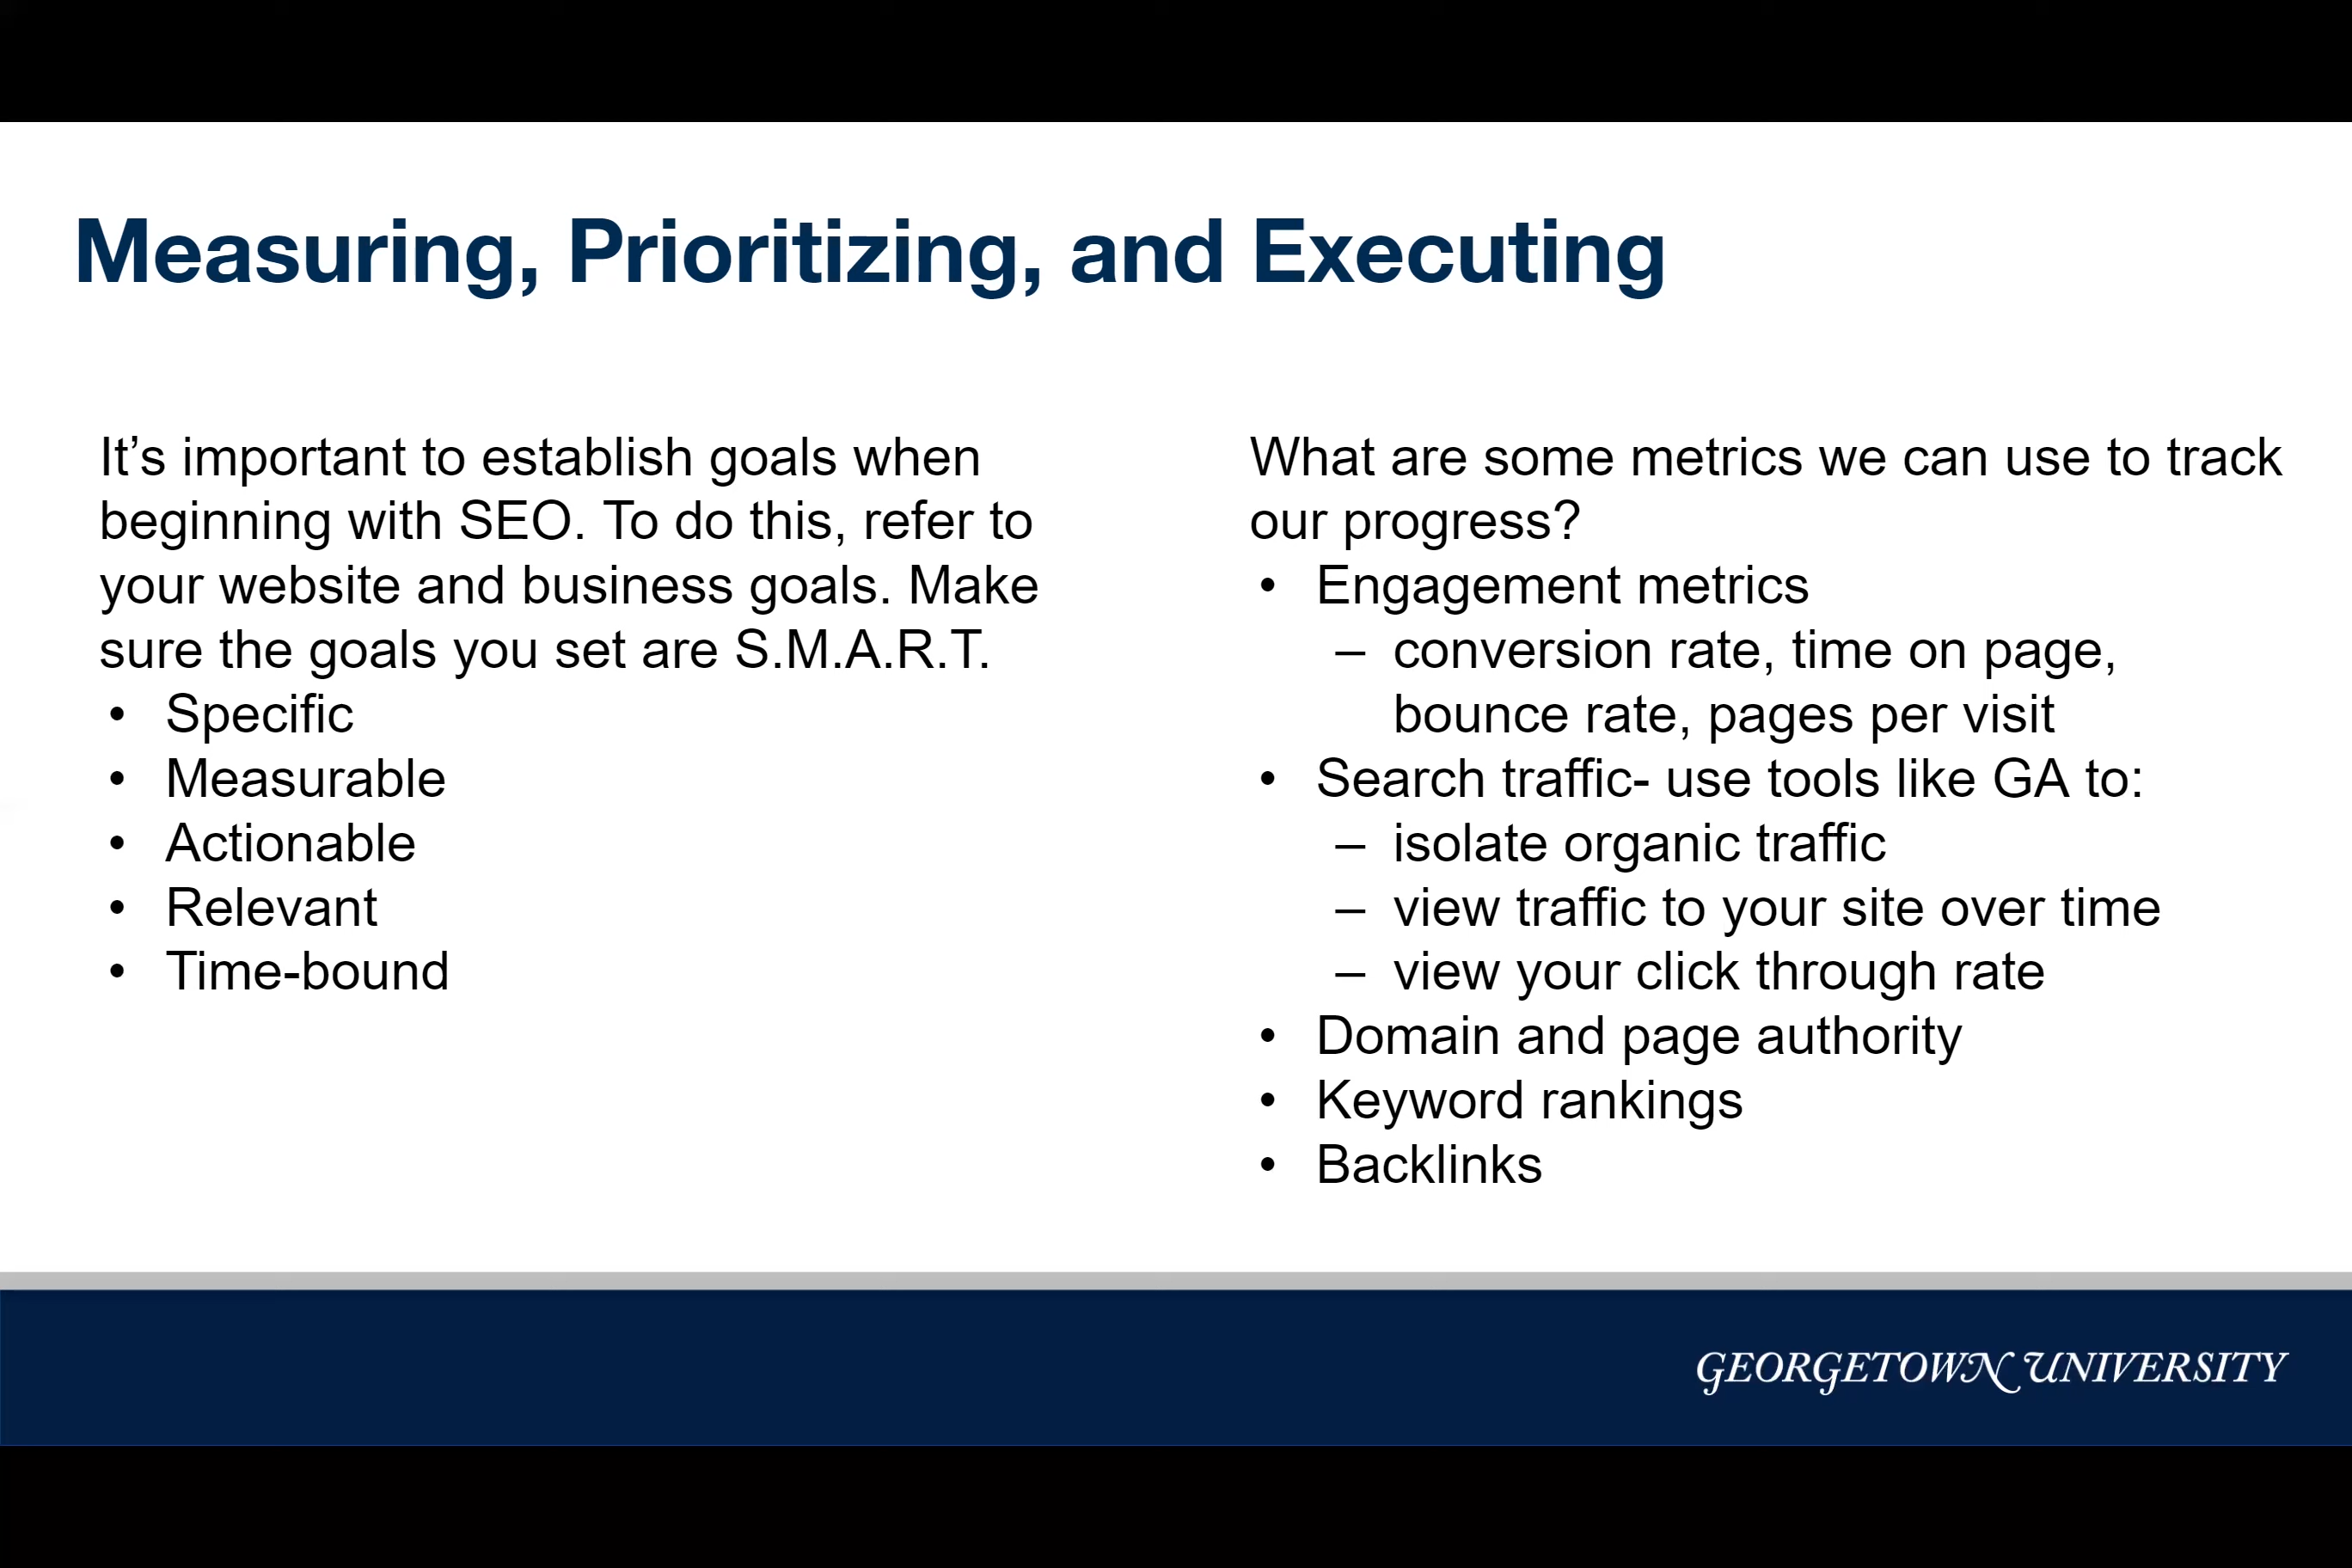 Measuring, Prioritizing, and Executing
It’s important to establish goals when
beginning with SEO. To do this, refer to
your website and business goals. Make
sure the goals you set are S.M.A.R.T.
• Specific
• Measurable
• Actionable
• Relevant
• Time-bound
What are some metrics we can use to track
our progress?
• Engagement metrics
– conversion rate, time on page,
bounce rate, pages per visit
• Search traffic- use tools like GA to:
– isolate organic traffic
– view traffic to your site over time
– view your click through rate
• Domain and page authority
• Keyword rankings
• Backlinks
GEORGETOWN UNIVERSITY